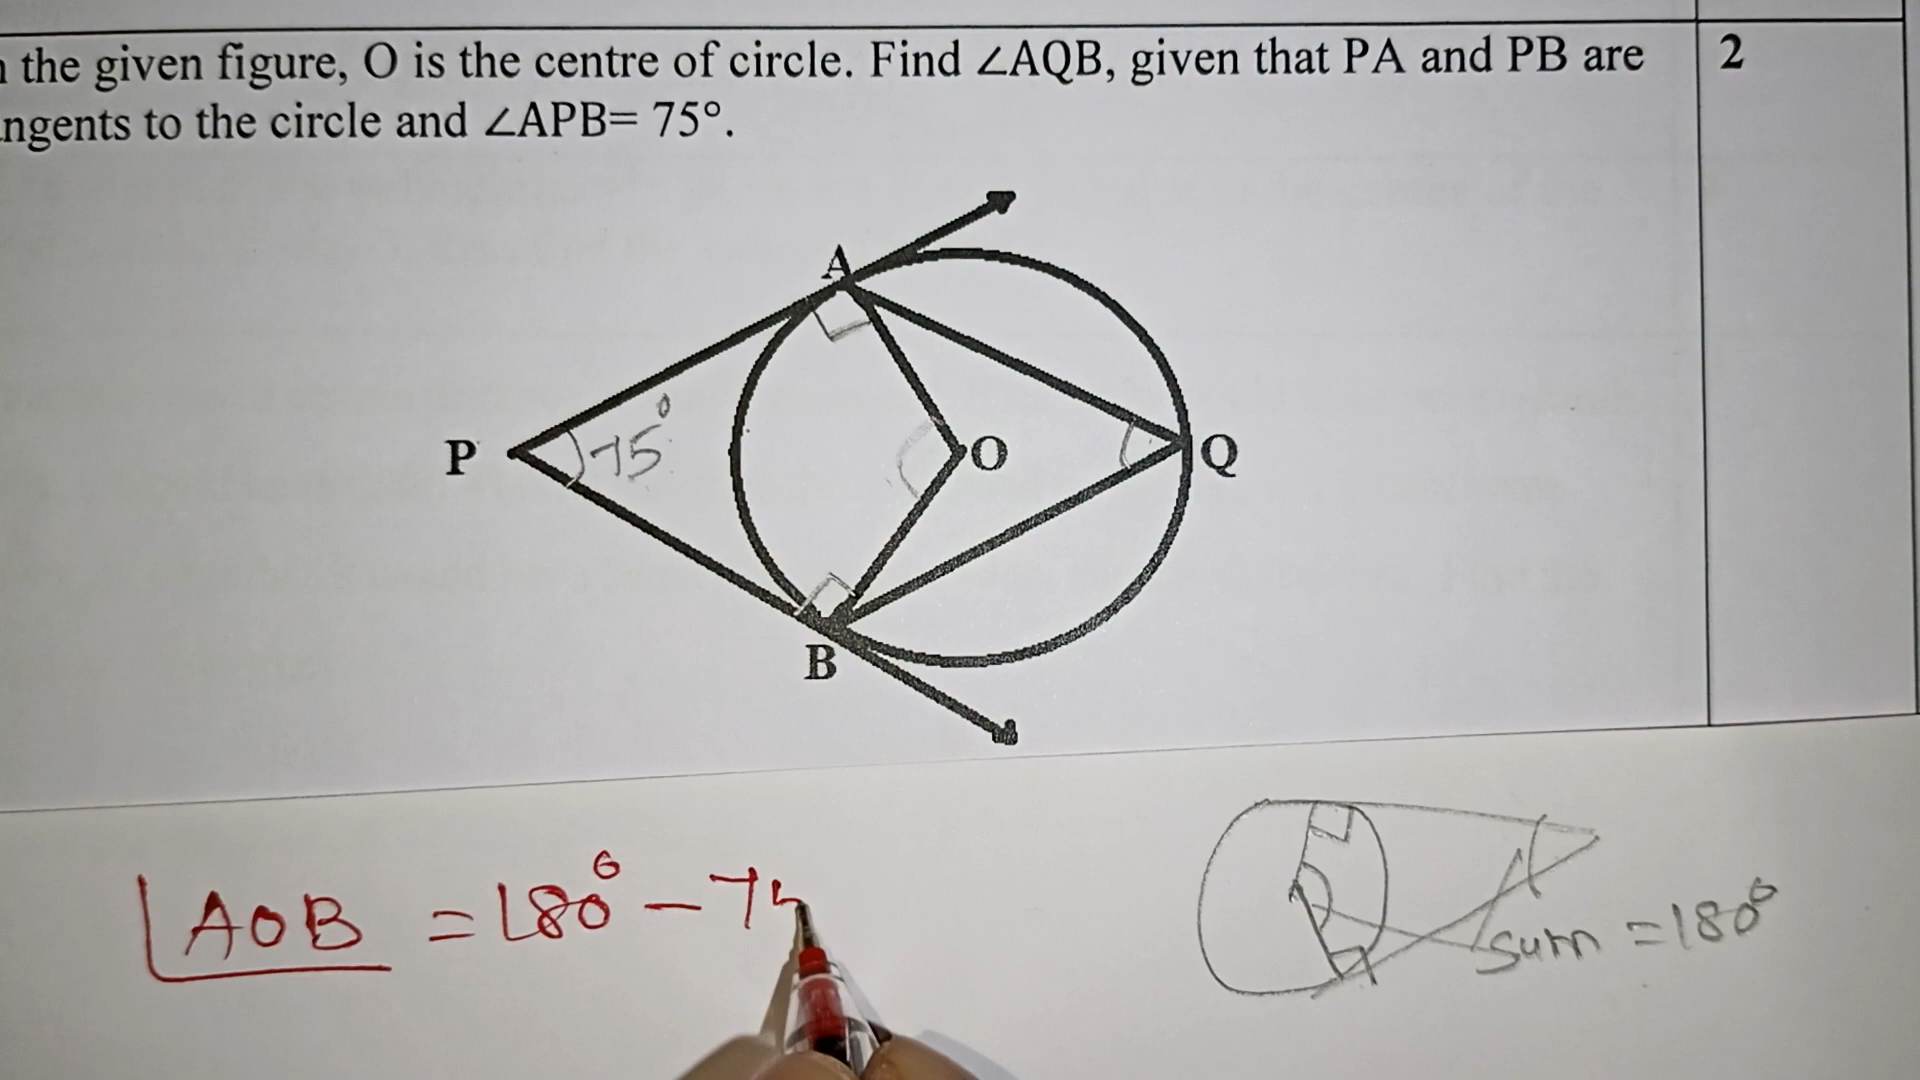 the given figure, O is the centre of circle. Find ∠AQB, given that PA and PB are
ngents to the circle and ∠APB= 75°.
2
A
P
75°
O
Q
B
∠AOB = 180° - 75
sum = 180°